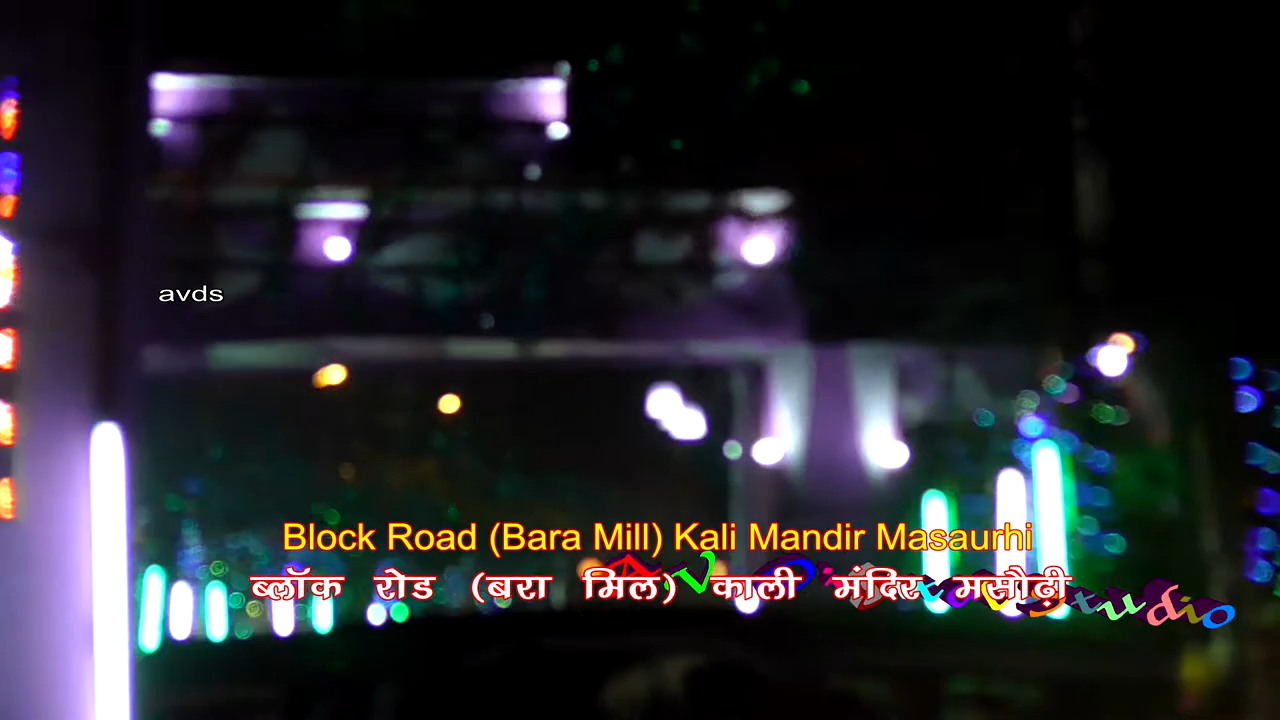 avds
Block Road (Bara Mill) Kali Mandir Masaurhi
ब्लॉक रोड (बरा मिल) काली मंदिर मसौढ़ी